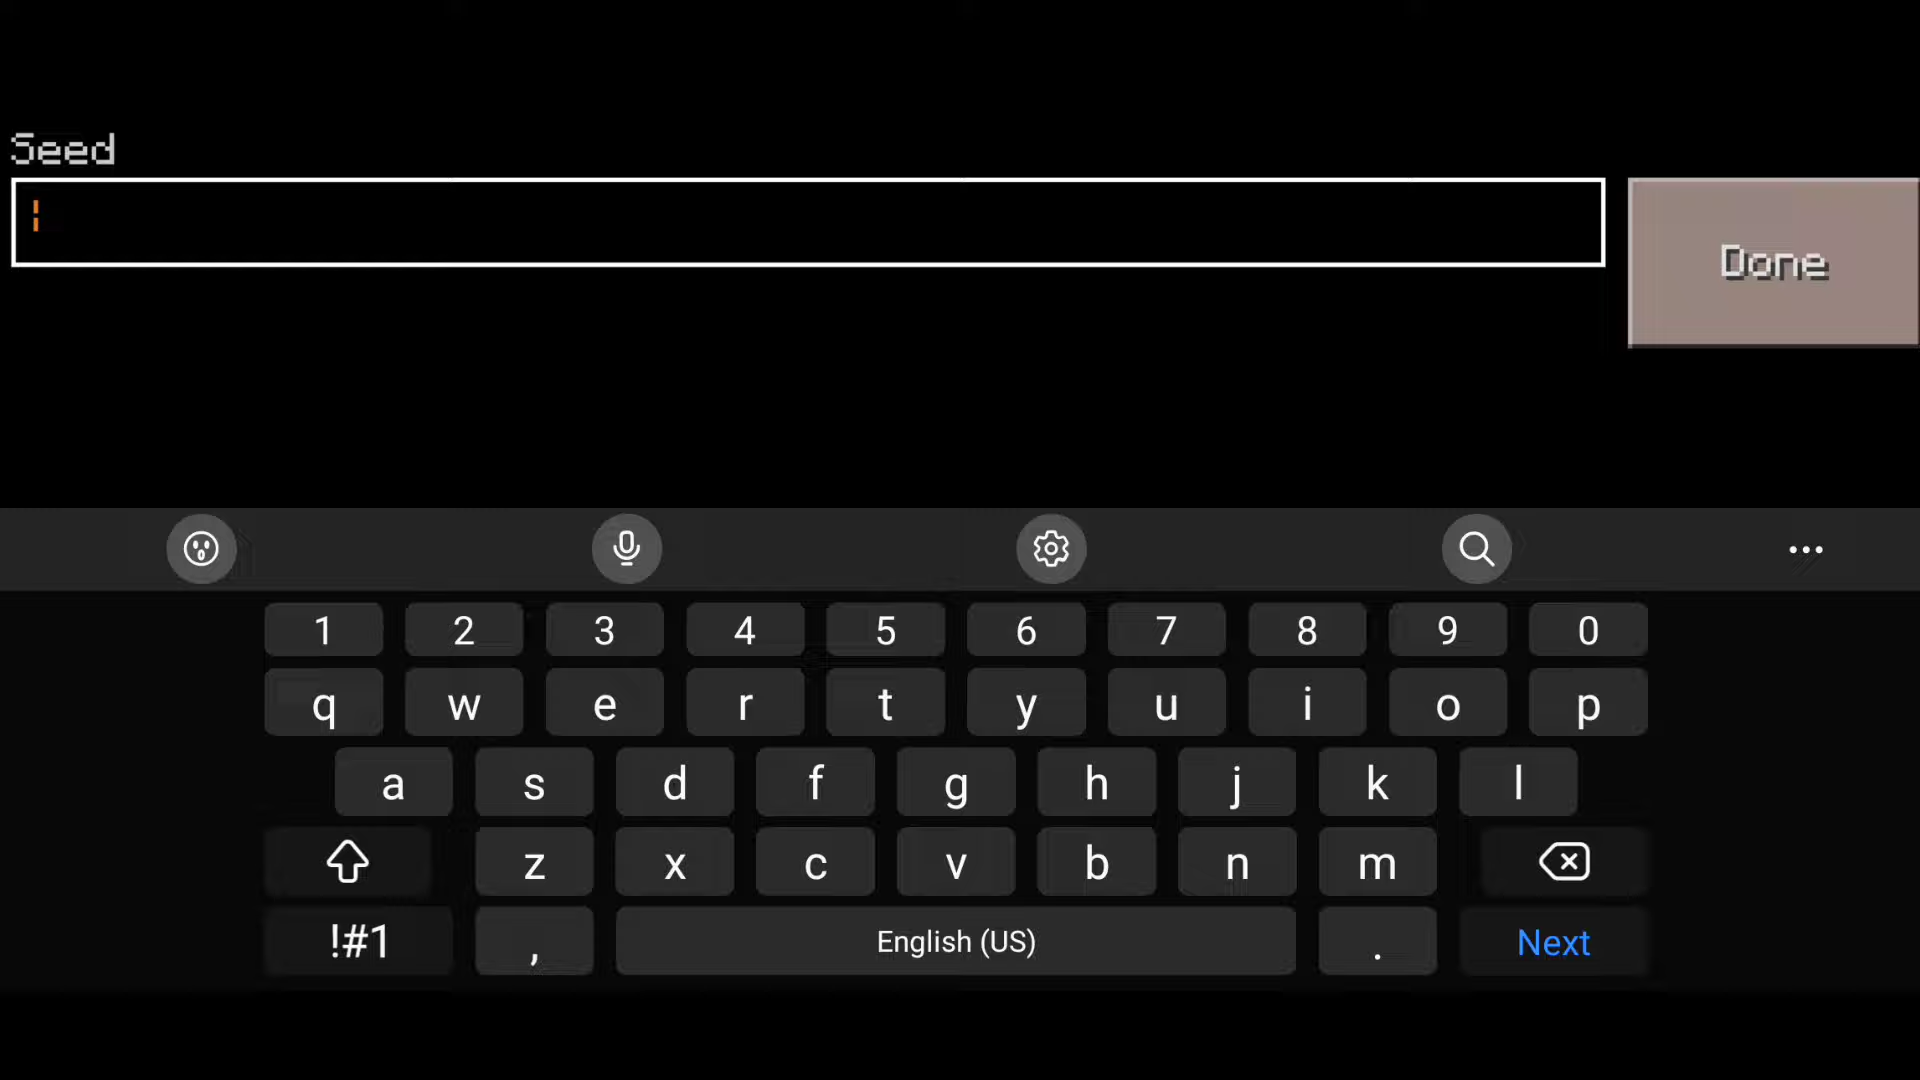 Seed
Done
1 2 3 4 5 6 7 8 9 0
q w e r t y u i o p
a s d f g h j k l
z x c v b n m
!#1 , English (US) . Next